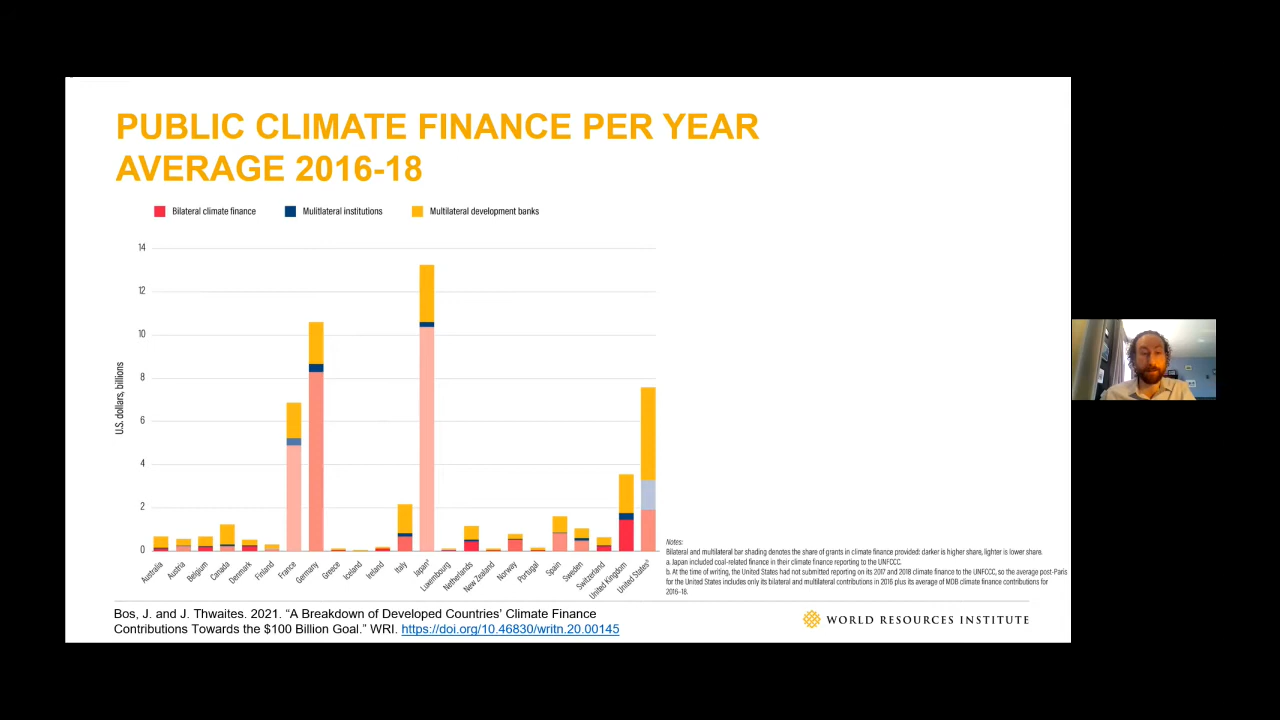 PUBLIC CLIMATE FINANCE PER YEAR
AVERAGE 2016-18
Bilateral climate finance
Mulitlateral institutions
Multilateral development banks
U.S. dollars, billions
14
12
10
8
6
4
2
0
Australia
Austria
Belgium
Canada
Denmark
Finland
France
Germany
Greece
Iceland
Ireland
Italy
Japanᵃ
Luxembourg
Netherlands
New Zealand
Norway
Portugal
Spain
Sweden
Switzerland
United Kingdom
United Statesᵇ
Notes:
Bilateral and multilateral bar shading denotes the share of grants in climate finance provided: darker is higher share, lighter is lower share.
a. Japan included coal-related finance in their climate finance reporting to the UNFCCC.
b. At the time of writing, the United States had not submitted reporting on its 2017 and 2018 climate finance to the UNFCCC, so the average post-Paris
for the United States includes only its bilateral and multilateral contributions in 2016 plus its average of MDB climate finance contributions for
2016–18.
Bos, J. and J. Thwaites. 2021. “A Breakdown of Developed Countries’ Climate Finance
Contributions Towards the $100 Billion Goal.” WRI. https://doi.org/10.46830/writn.20.00145
WORLD RESOURCES INSTITUTE